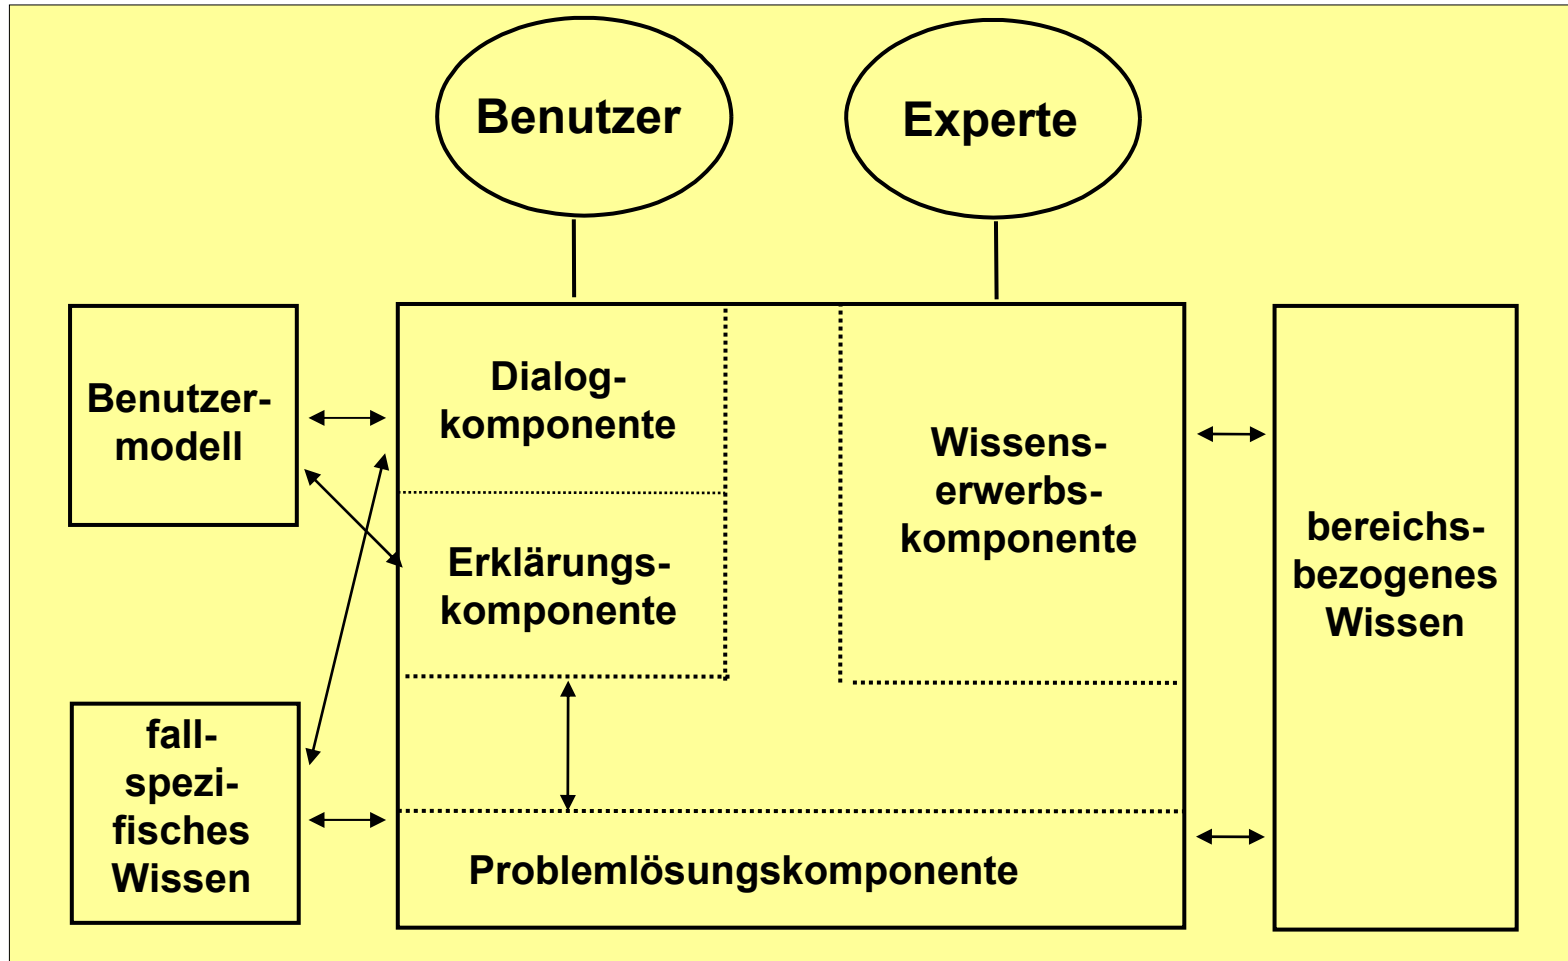 Benutzer
Experte
Benutzer-
modell
Dialog-
komponente
Erklärungs-
komponente
Wissens-
erwerbs-
komponente
bereichs-
bezogenes
Wissen
fall-
spezi-
fisches
Wissen
Problemlösungskomponente